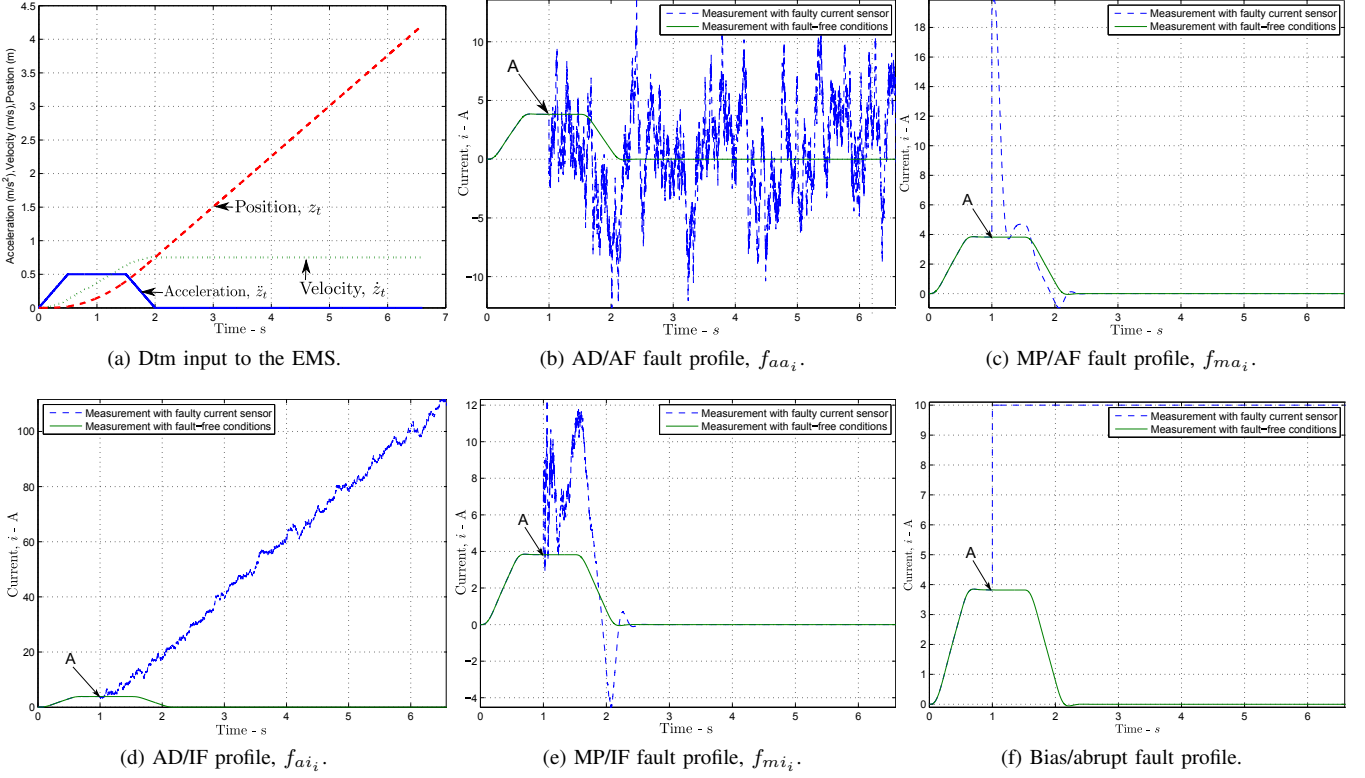 4.5
4
3.5
3
2.5
2
1.5
1
0.5
0
Acceleration (m/s²),Velocity (m/s),Position (m)
Position, z_t
Acceleration, z̈_t
Velocity, ż_t
0 1 2 3 4 5 6 7
Time - s
(a) Dtm input to the EMS.
Measurement with faulty current sensor
Measurement with fault−free conditions
10
5
0
−5
−10
Current, i - A
A
0 1 2 3 4 5 6
Time - s
(b) AD/AF fault profile, f_{aa_i}.
Measurement with faulty current sensor
Measurement with fault−free conditions
18
16
14
12
10
8
6
4
2
0
Current, i - A
A
0 1 2 3 4 5 6
Time - s
(c) MP/AF fault profile, f_{ma_i}.
Measurement with faulty current sensor
Measurement with fault−free conditions
100
80
60
40
20
0
Current, i - A
A
0 1 2 3 4 5 6
Time - s
(d) AD/IF profile, f_{ai_i}.
Measurement with faulty current sensor
Measurement with fault−free conditions
12
10
8
6
4
2
0
−2
−4
Current, i - A
A
0 1 2 3 4 5 6
Time - s
(e) MP/IF fault profile, f_{mi_i}.
Measurement with faulty current sensor
Measurement with fault−free conditions
10
9
8
7
6
5
4
3
2
1
0
Current, i - A
A
0 1 2 3 4 5 6
Time - s
(f) Bias/abrupt fault profile.